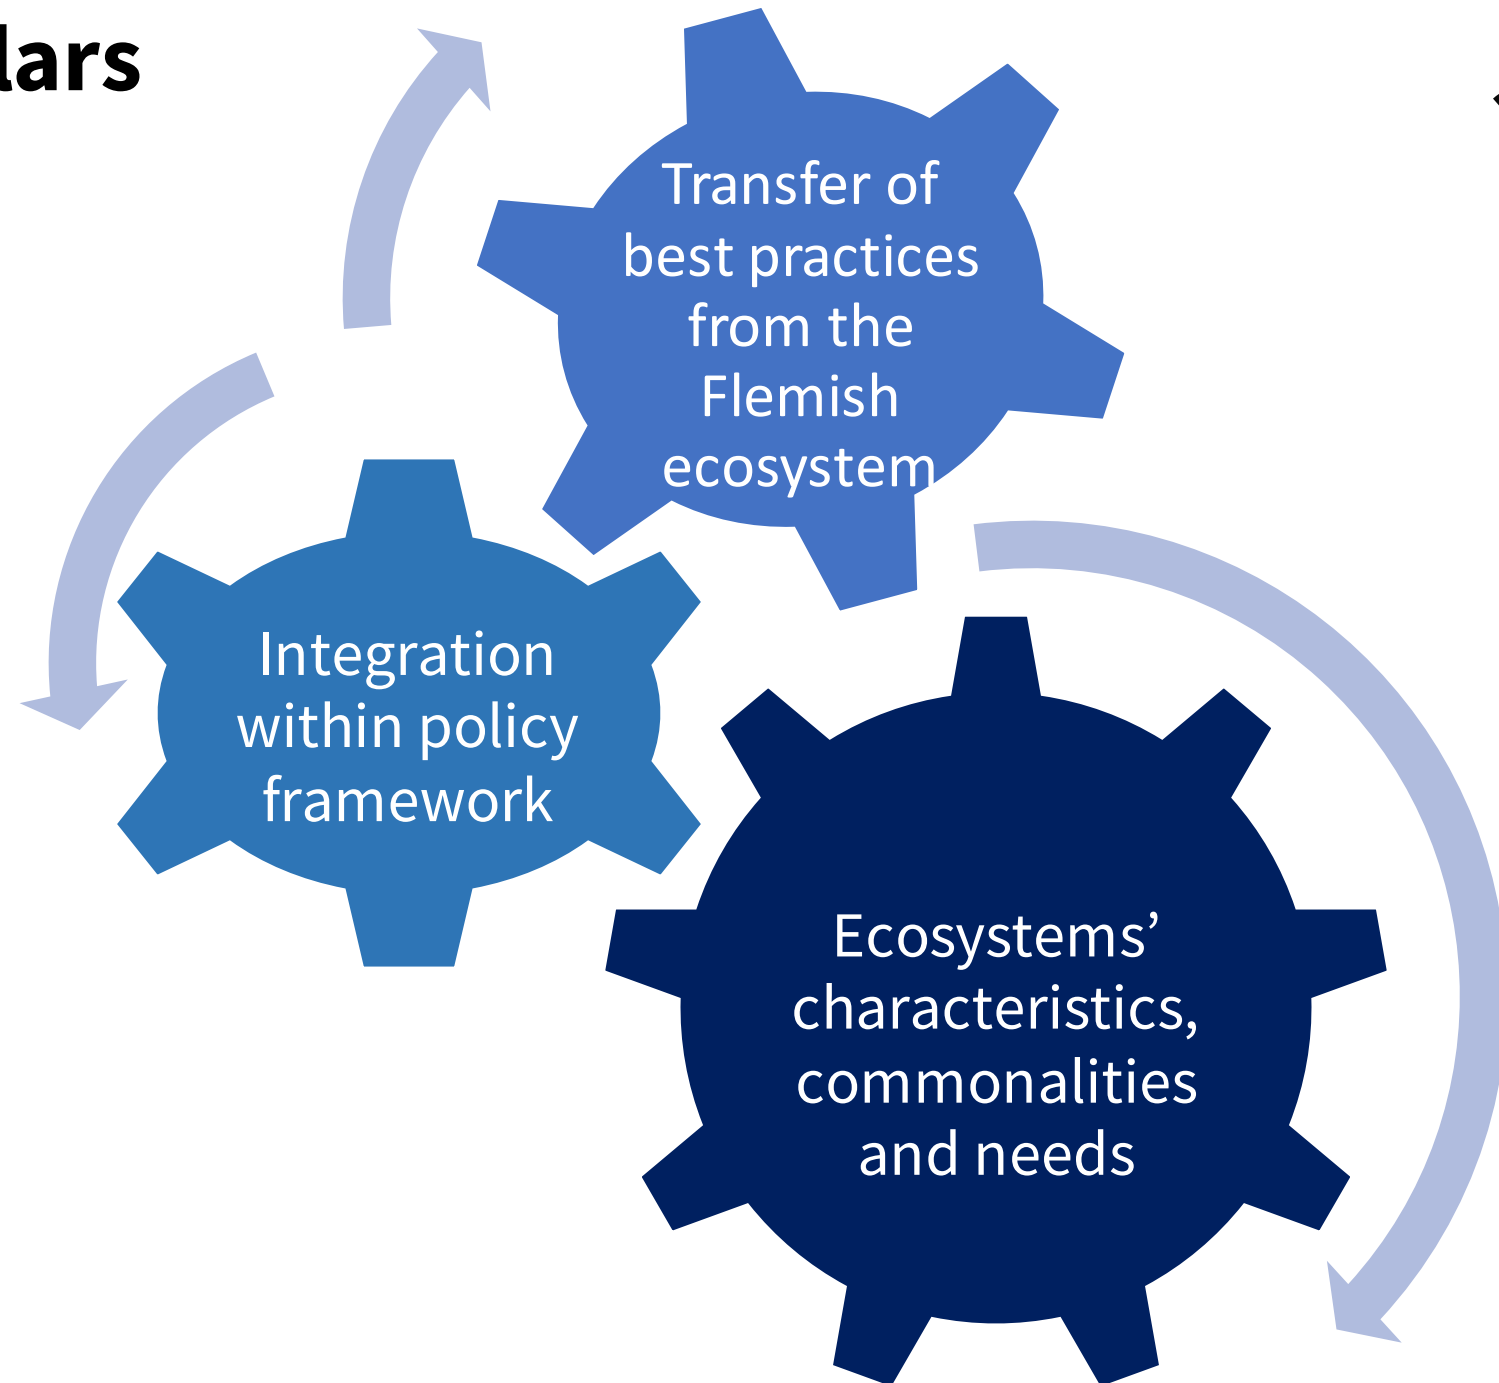 lars
Transfer of
best practices
from the
Flemish
ecosystem
Integration
within policy
framework
Ecosystems’
characteristics,
commonalities
and needs